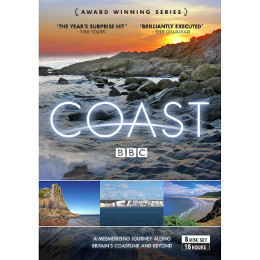 { AWARD WINNING SERIES }
'THE YEAR'S SURPRISE HIT'
-THE TIMES
'BRILLIANTLY EXECUTED'
-THE GUARDIAN
COAST
BBC
A MESMERIZING JOURNEY ALONG
BRITAIN'S COASTLINE AND BEYOND
8 DISC SET
16 HOURS